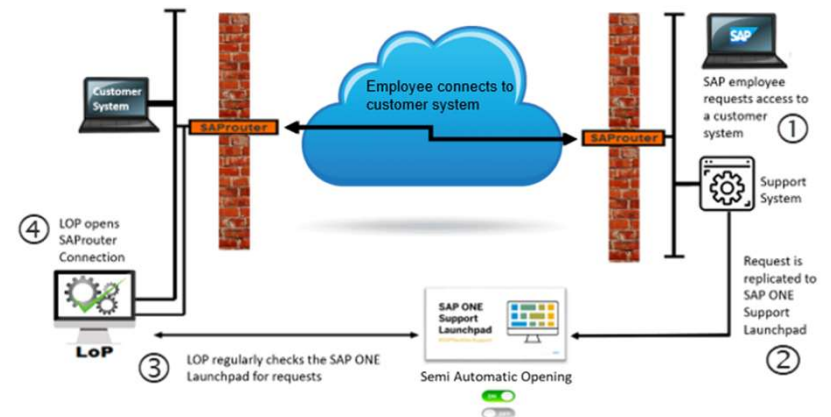 Customer
System
SAProuter
Employee connects to
customer system
SAProuter
SAP
SAP employee
requests access to
a customer
system
1
Support
System
Request is
replicated to
SAP ONE
Support
Launchpad
2
SAP ONE
Support
Launchpad
Semi Automatic Opening
ON
OFF
3
LOP regularly checks the SAP ONE
Launchpad for requests
4
LOP opens
SAProuter
Connection
LoP